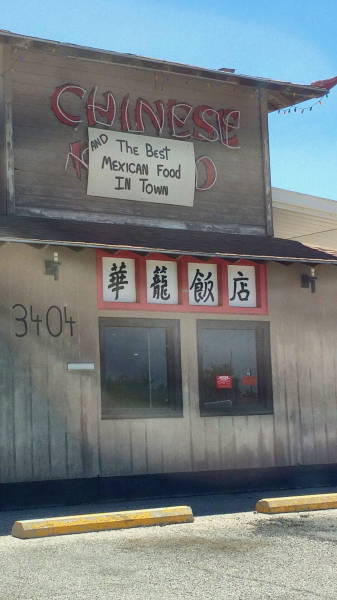 CHINESE
AND The Best
Mexican Food
In Town
華龍飯店
3404